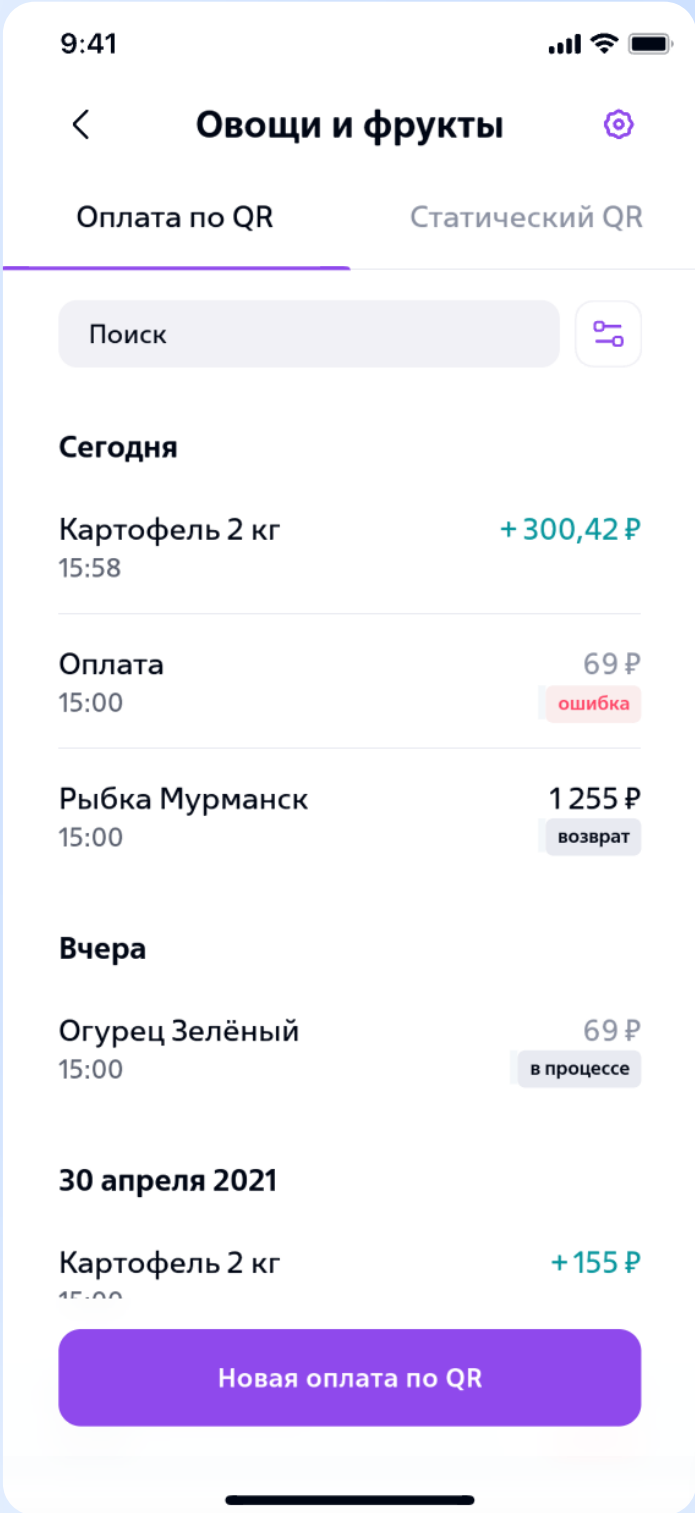 9:41
Овощи и фрукты
Оплата по QR Статический QR
Поиск
Сегодня
Картофель 2 кг +300,42 ₽
15:58
Оплата 69 ₽
15:00 ошибка
Рыбка Мурманск 1 255 ₽
15:00 возврат
Вчера
Огурец Зелёный 69 ₽
15:00 в процессе
30 апреля 2021
Картофель 2 кг +155 ₽
Новая оплата по QR